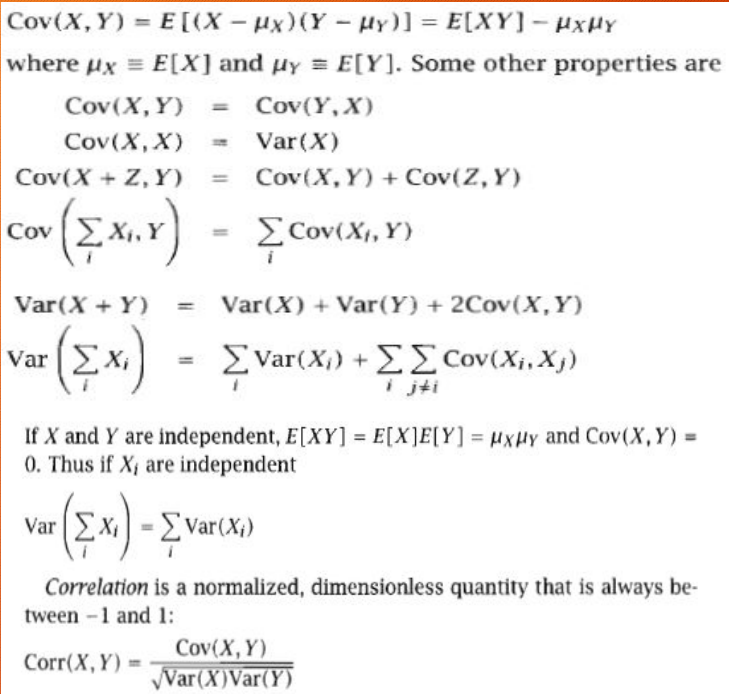 Cov(X, Y) = E [(X − μX)(Y − μY)] = E[XY] − μXμY
where μX ≡ E[X] and μY ≡ E[Y]. Some other properties are
Cov(X, Y) = Cov(Y, X)
Cov(X, X) = Var(X)
Cov(X + Z, Y) = Cov(X, Y) + Cov(Z, Y)
Cov (∑i Xi, Y) = ∑i Cov(Xi, Y)
Var(X + Y) = Var(X) + Var(Y) + 2Cov(X, Y)
Var (∑i Xi) = ∑i Var(Xi) + ∑i ∑j≠i Cov(Xi, Xj)
If X and Y are independent, E[XY] = E[X]E[Y] = μXμY and Cov(X, Y) =
0. Thus if Xi are independent
Var (∑i Xi) = ∑i Var(Xi)
Correlation is a normalized, dimensionless quantity that is always be-
tween −1 and 1:
Corr(X, Y) = Cov(X, Y) / √Var(X)Var(Y)